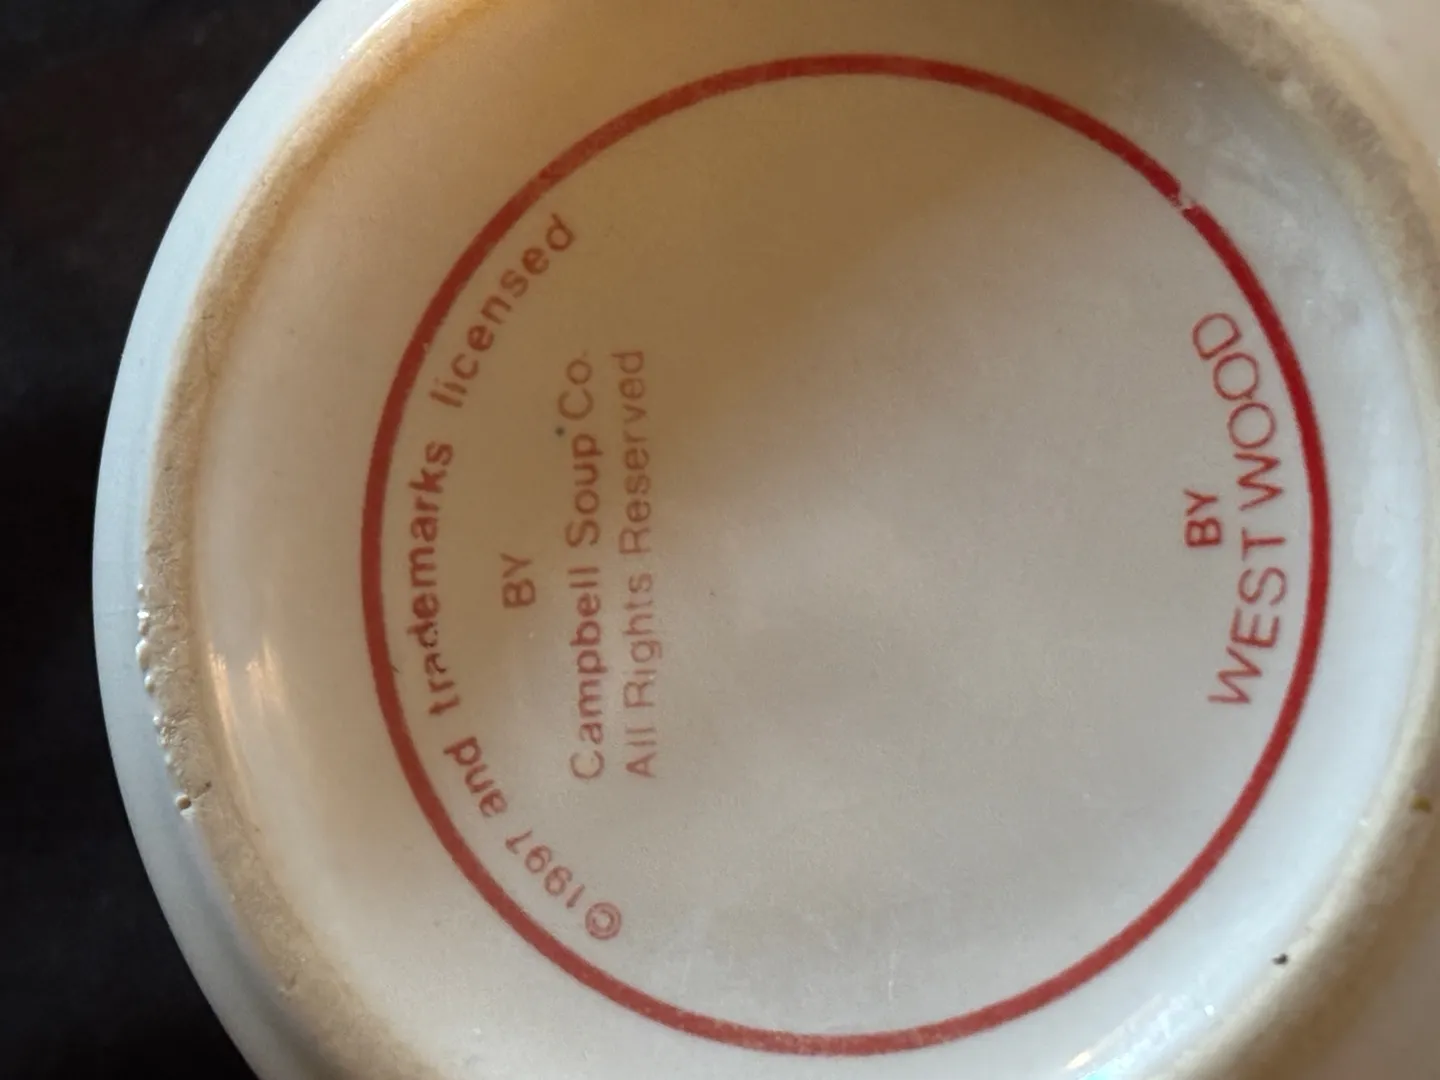 ©1997 and trademarks licensed
BY
Campbell Soup Co.
All Rights Reserved
BY
WESTWOOD